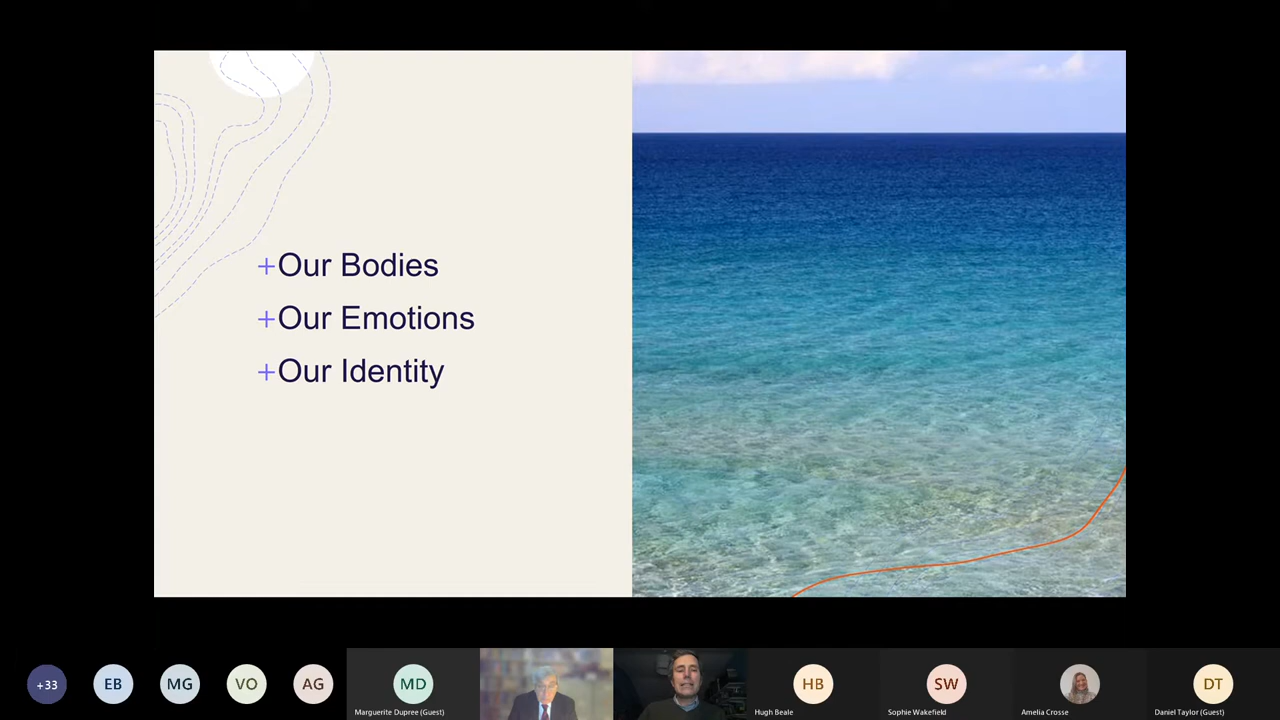 +Our Bodies
+Our Emotions
+Our Identity
+33
EB
MG
VO
AG
MD
Marguerite Dupree (Guest)
HB
Hugh Beale
SW
Sophie Wakefield
Amelia Crosse
DT
Daniel Taylor (Guest)